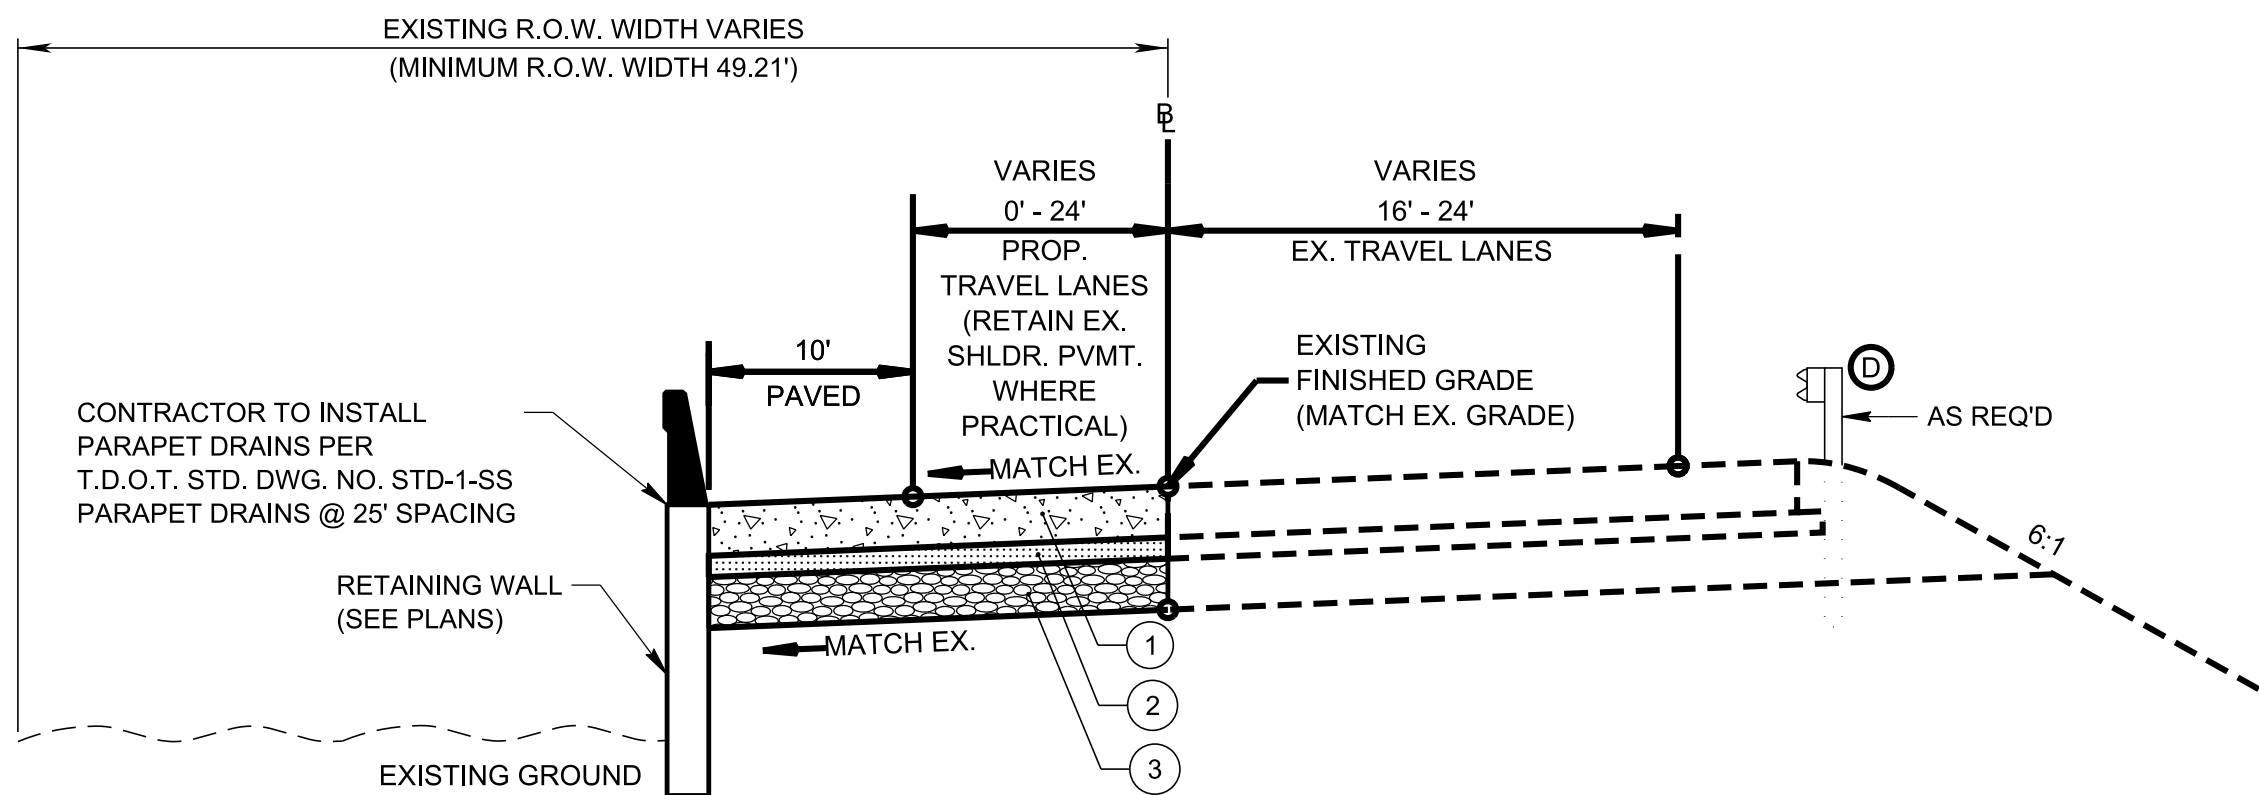 EXISTING R.O.W. WIDTH VARIES
(MINIMUM R.O.W. WIDTH 49.21')
BL
VARIES
0' - 24'
PROP.
TRAVEL LANES
(RETAIN EX.
SHLDR. PVMT.
WHERE
PRACTICAL)
VARIES
16' - 24'
EX. TRAVEL LANES
10'
PAVED
EXISTING
FINISHED GRADE
(MATCH EX. GRADE)
D
AS REQ'D
CONTRACTOR TO INSTALL
PARAPET DRAINS PER
T.D.O.T. STD. DWG. NO. STD-1-SS
PARAPET DRAINS @ 25' SPACING
MATCH EX.
6:1
RETAINING WALL
(SEE PLANS)
MATCH EX.
1
2
3
EXISTING GROUND